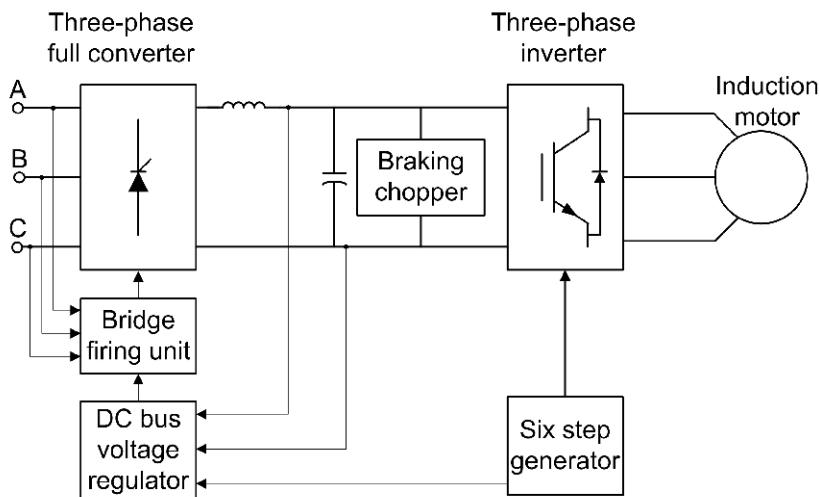 Three-phase
full converter
Three-phase
inverter
Induction
motor
A
B
C
Braking
chopper
Bridge
firing unit
DC bus
voltage
regulator
Six step
generator